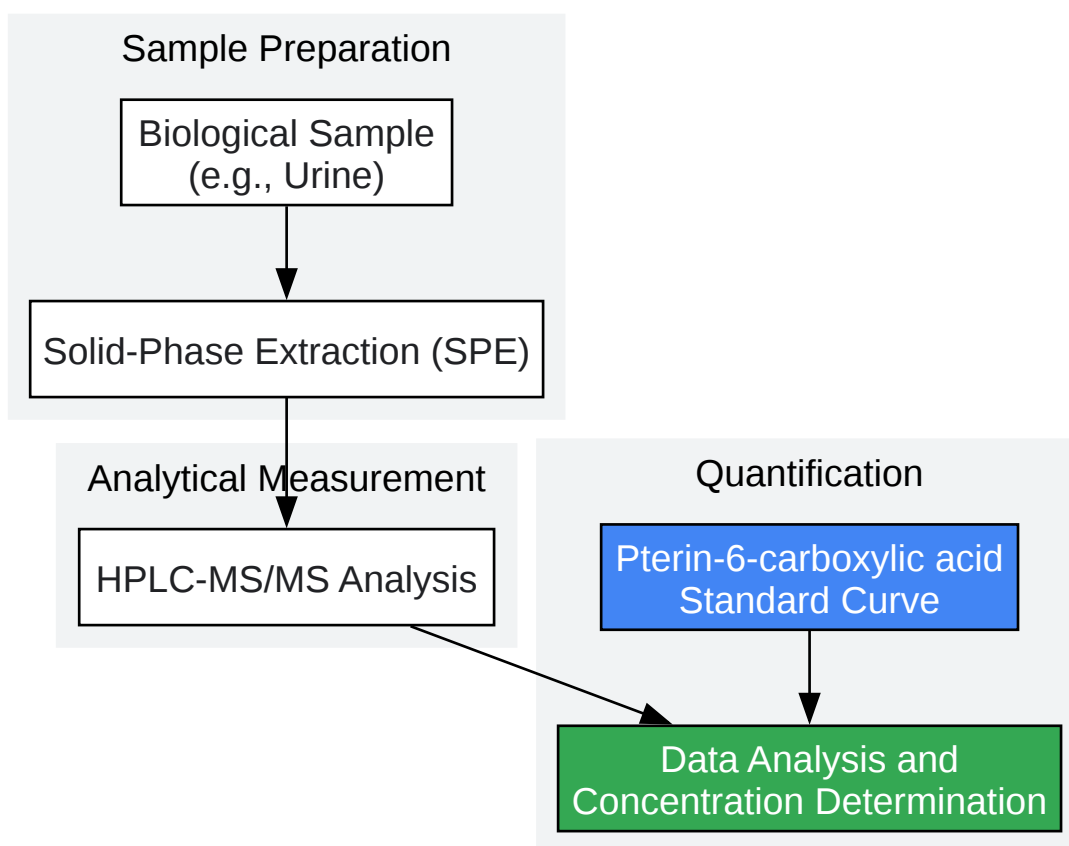 Sample Preparation
Biological Sample
(e.g., Urine)
Solid-Phase Extraction (SPE)
Analytical Measurement
HPLC-MS/MS Analysis
Quantification
Pterin-6-carboxylic acid
Standard Curve
Data Analysis and
Concentration Determination